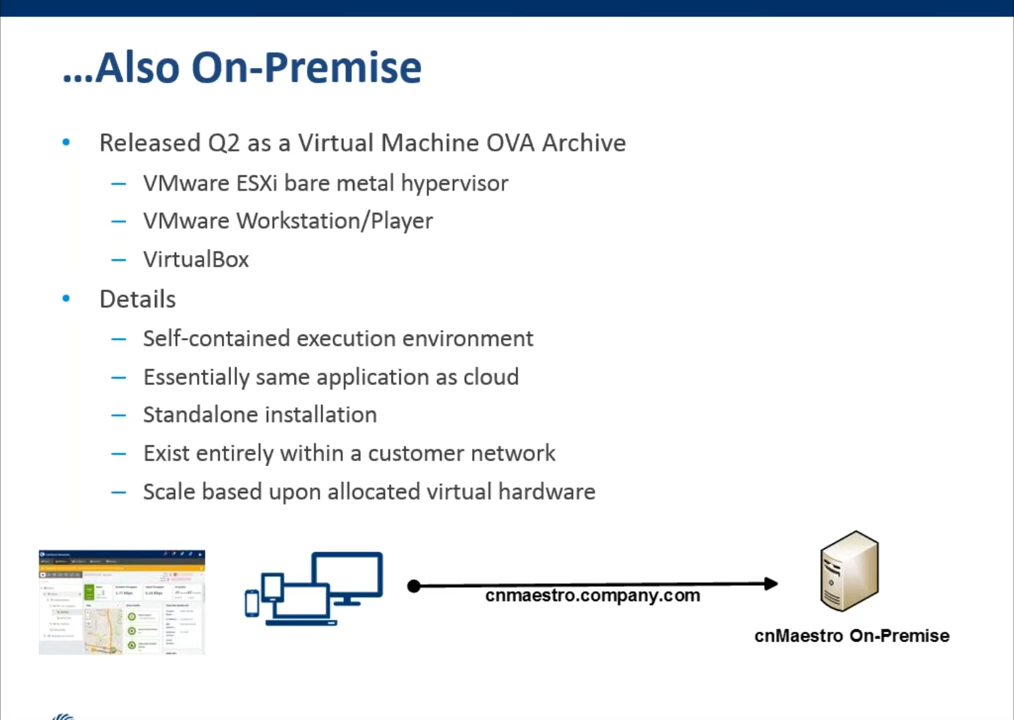 ...Also On-Premise
• Released Q2 as a Virtual Machine OVA Archive
– VMware ESXi bare metal hypervisor
– VMware Workstation/Player
– VirtualBox
• Details
– Self-contained execution environment
– Essentially same application as cloud
– Standalone installation
– Exist entirely within a customer network
– Scale based upon allocated virtual hardware
cnmaestro.company.com
cnMaestro On-Premise